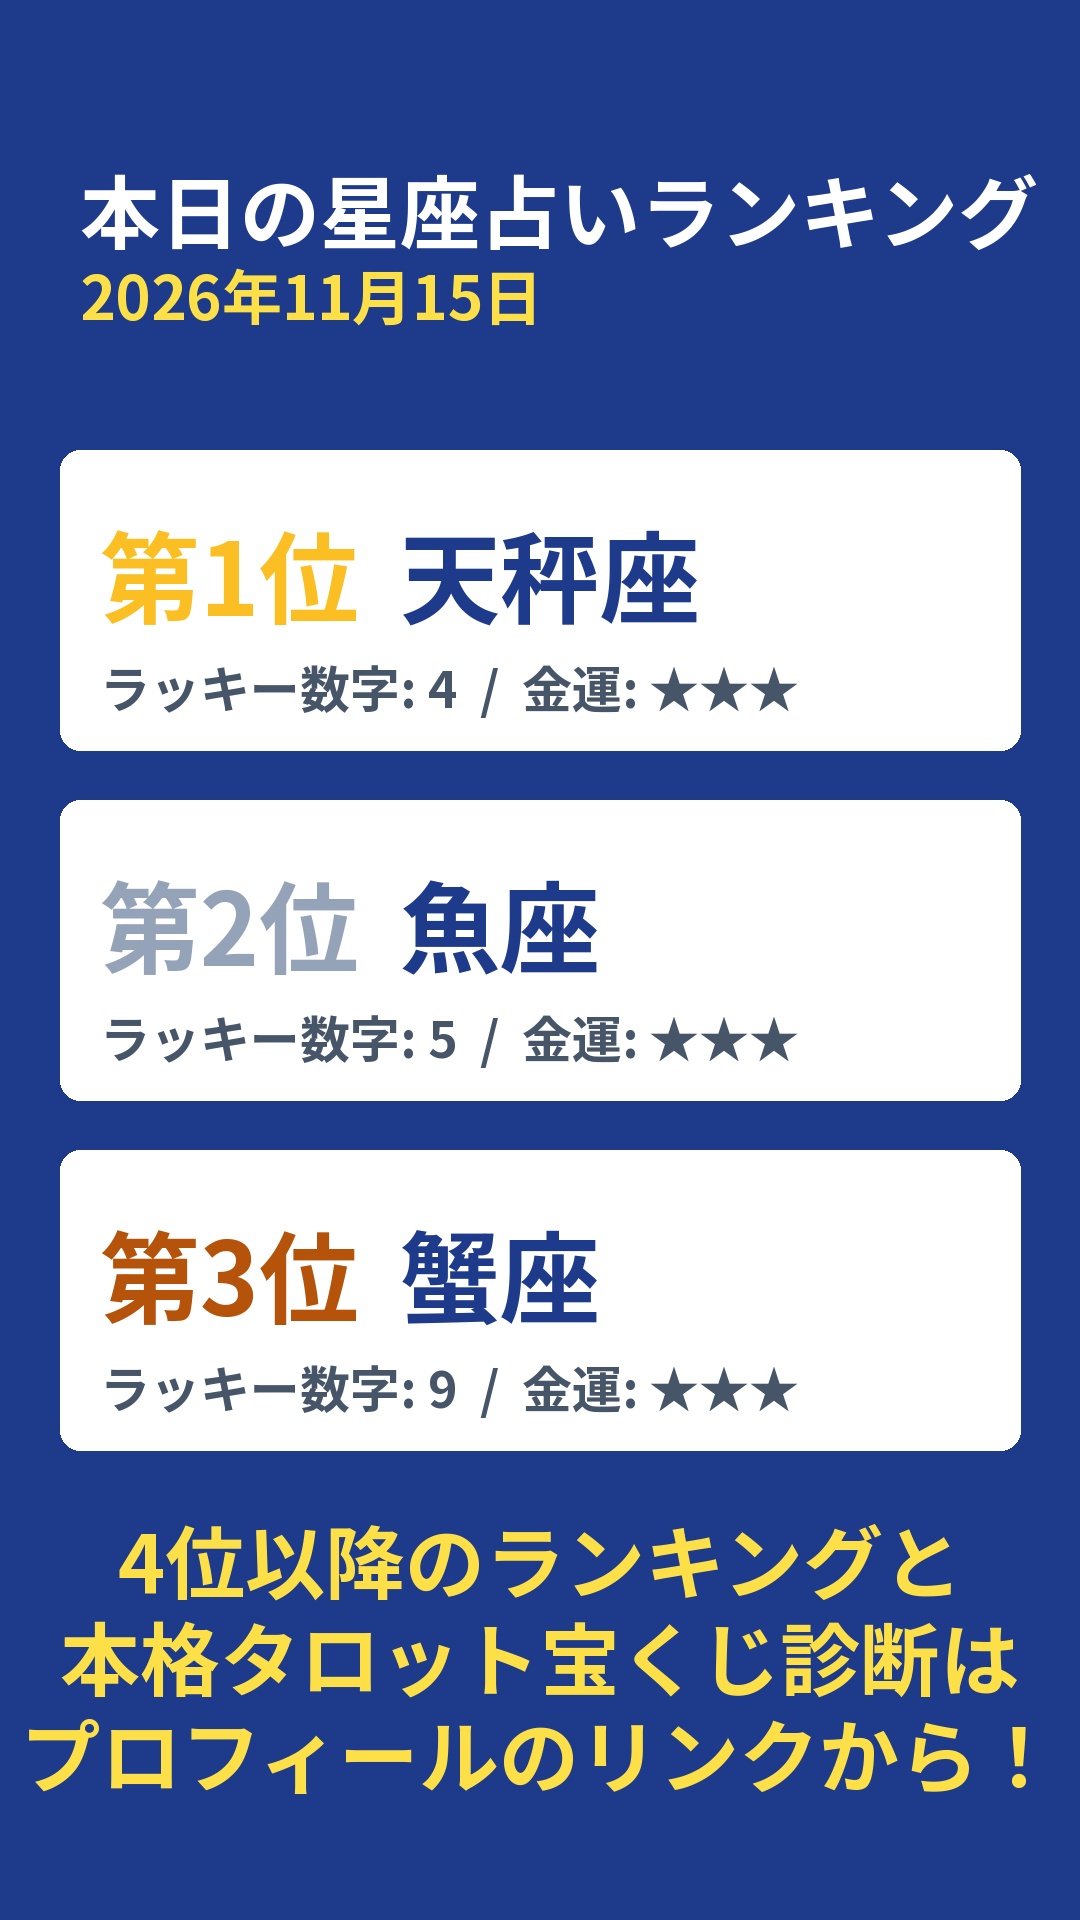 本日の星座占いランキング
2026年11月15日
第1位 天秤座
ラッキー数字: 4 / 金運: ★★★
第2位 魚座
ラッキー数字: 5 / 金運: ★★★
第3位 蟹座
ラッキー数字: 9 / 金運: ★★★
4位以降のランキングと
本格タロット宝くじ診断は
プロフィールのリンクから！